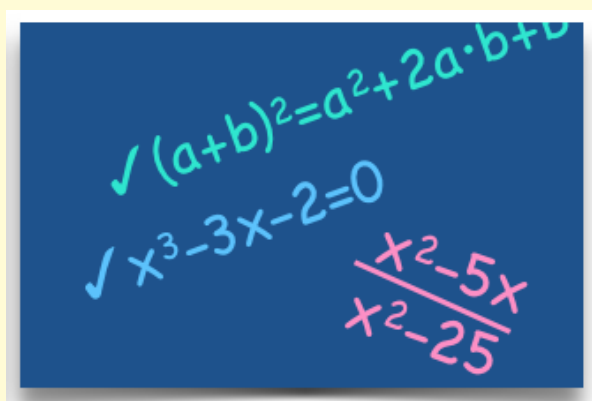 ✓ (a+b)²=a²+2a·b+b
✓ x³-3x-2=0
x²-5x
x²-25